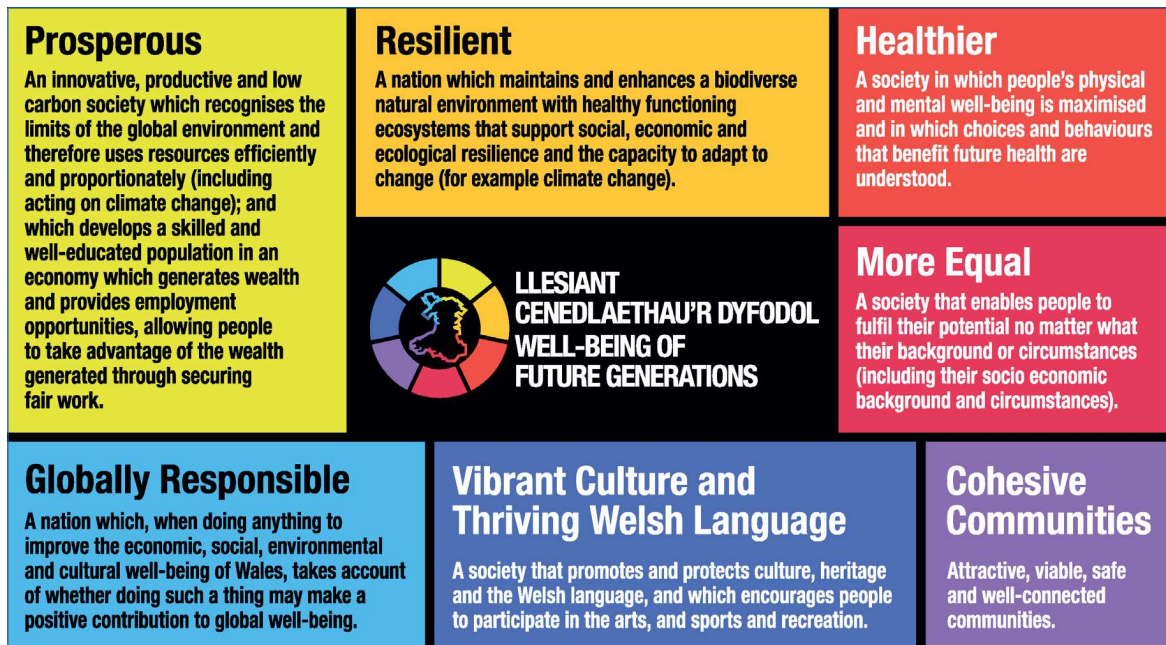 Prosperous
An innovative, productive and low
carbon society which recognises the
limits of the global environment and
therefore uses resources efficiently
and proportionately (including
acting on climate change); and
which develops a skilled and
well-educated population in an
economy which generates wealth
and provides employment
opportunities, allowing people
to take advantage of the wealth
generated through securing
fair work.
Resilient
A nation which maintains and enhances a biodiverse
natural environment with healthy functioning
ecosystems that support social, economic and
ecological resilience and the capacity to adapt to
change (for example climate change).
Healthier
A society in which people's physical
and mental well-being is maximised
and in which choices and behaviours
that benefit future health are
understood.
LLESIANT
CENEDLAETHAU'R DYFODOL
WELL-BEING OF
FUTURE GENERATIONS
More Equal
A society that enables people to
fulfil their potential no matter what
their background or circumstances
(including their socio economic
background and circumstances).
Globally Responsible
A nation which, when doing anything to
improve the economic, social, environmental
and cultural well-being of Wales, takes account
of whether doing such a thing may make a
positive contribution to global well-being.
Vibrant Culture and
Thriving Welsh Language
A society that promotes and protects culture, heritage
and the Welsh language, and which encourages people
to participate in the arts, and sports and recreation.
Cohesive
Communities
Attractive, viable, safe
and well-connected
communities.